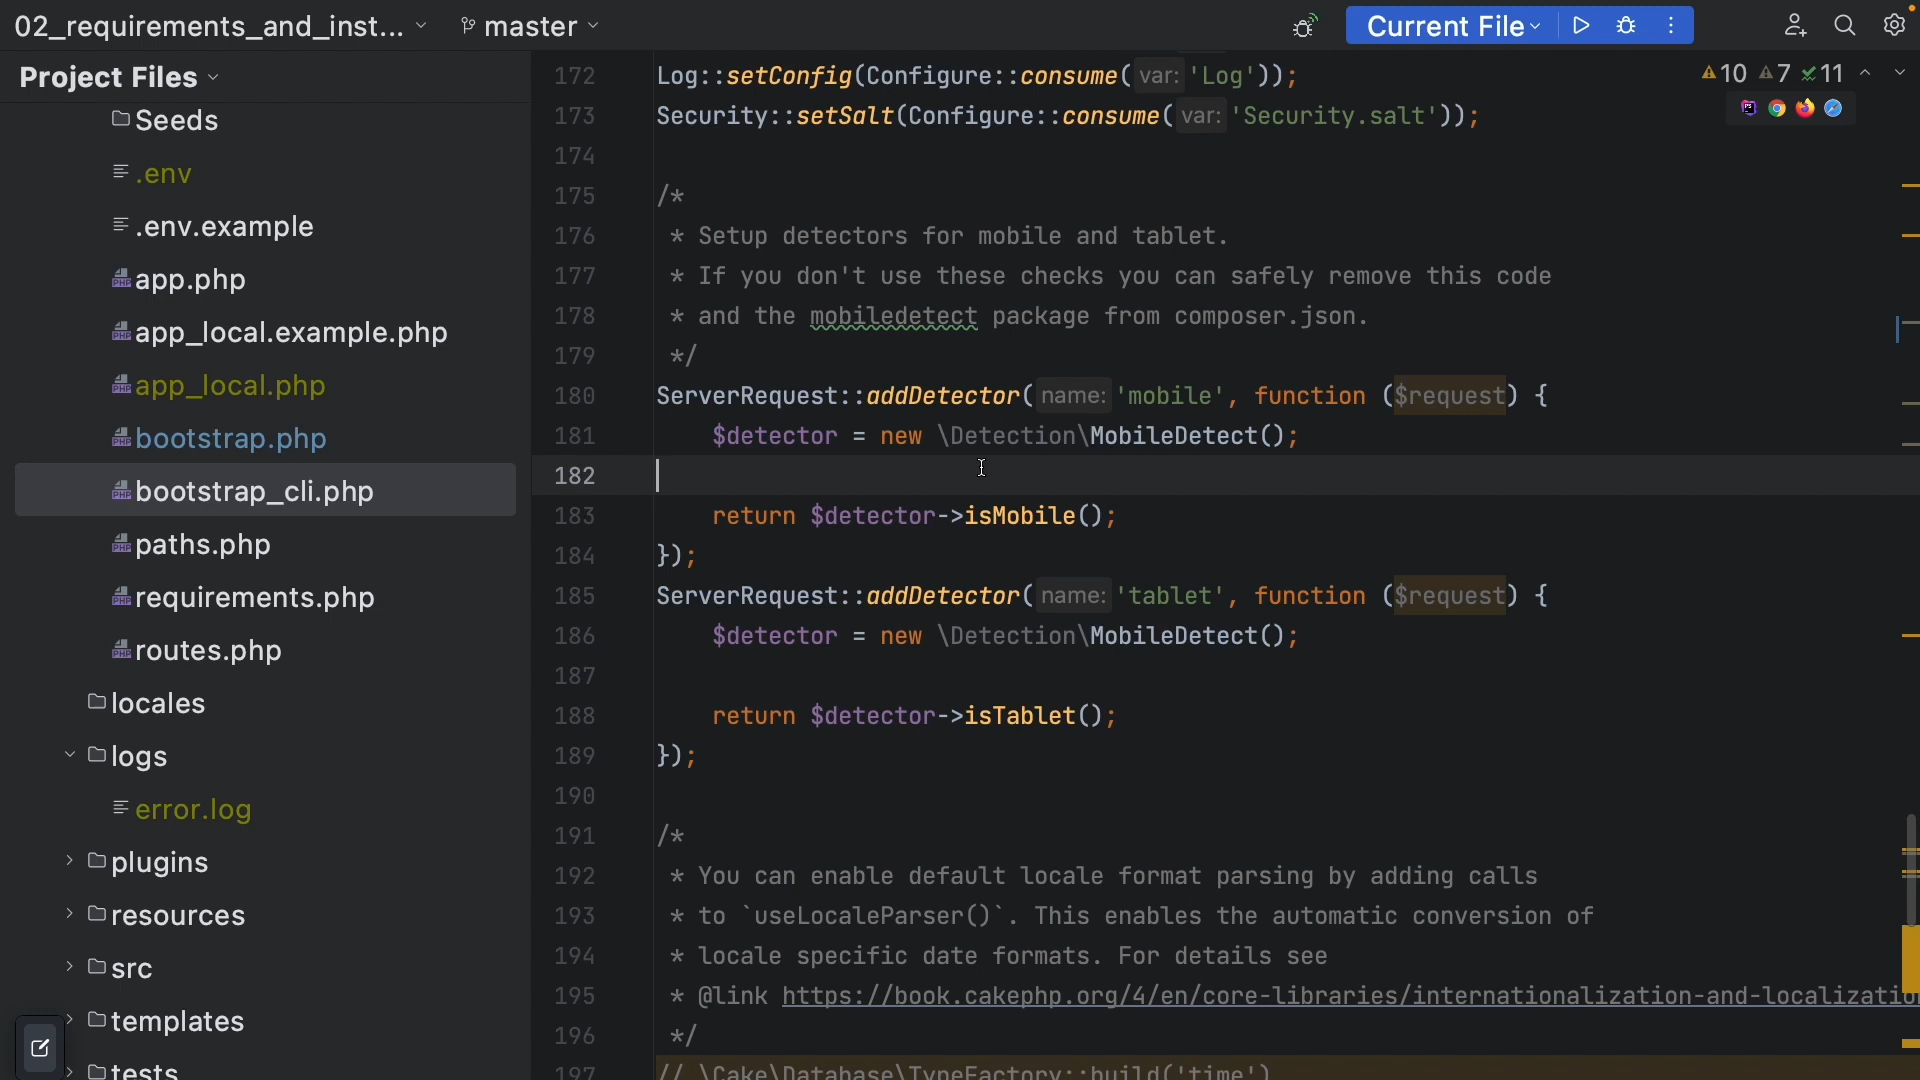 02_requirements_and_inst...
master
Current File
Project Files
Seeds
.env
.env.example
app.php
app_local.example.php
app_local.php
bootstrap.php
bootstrap_cli.php
paths.php
requirements.php
routes.php
locales
logs
error.log
plugins
resources
src
templates
tests
10 7 11
172 Log::setConfig(Configure::consume( var: 'Log'));
173 Security::setSalt(Configure::consume( var: 'Security.salt'));
174
175 /*
176 * Setup detectors for mobile and tablet.
177 * If you don't use these checks you can safely remove this code
178 * and the mobiledetect package from composer.json.
179 */
180 ServerRequest::addDetector( name: 'mobile', function ($request) {
181 $detector = new \Detection\MobileDetect();
182
183 return $detector->isMobile();
184 });
185 ServerRequest::addDetector( name: 'tablet', function ($request) {
186 $detector = new \Detection\MobileDetect();
187
188 return $detector->isTablet();
189 });
190
191 /*
192 * You can enable default locale format parsing by adding calls
193 * to `useLocaleParser()`. This enables the automatic conversion of
194 * locale specific date formats. For details see
195 * @link https://book.cakephp.org/4/en/core-libraries/internationalization-and-localizatio
196 */
197 // \Cake\Database\TypeFactory::build('time')